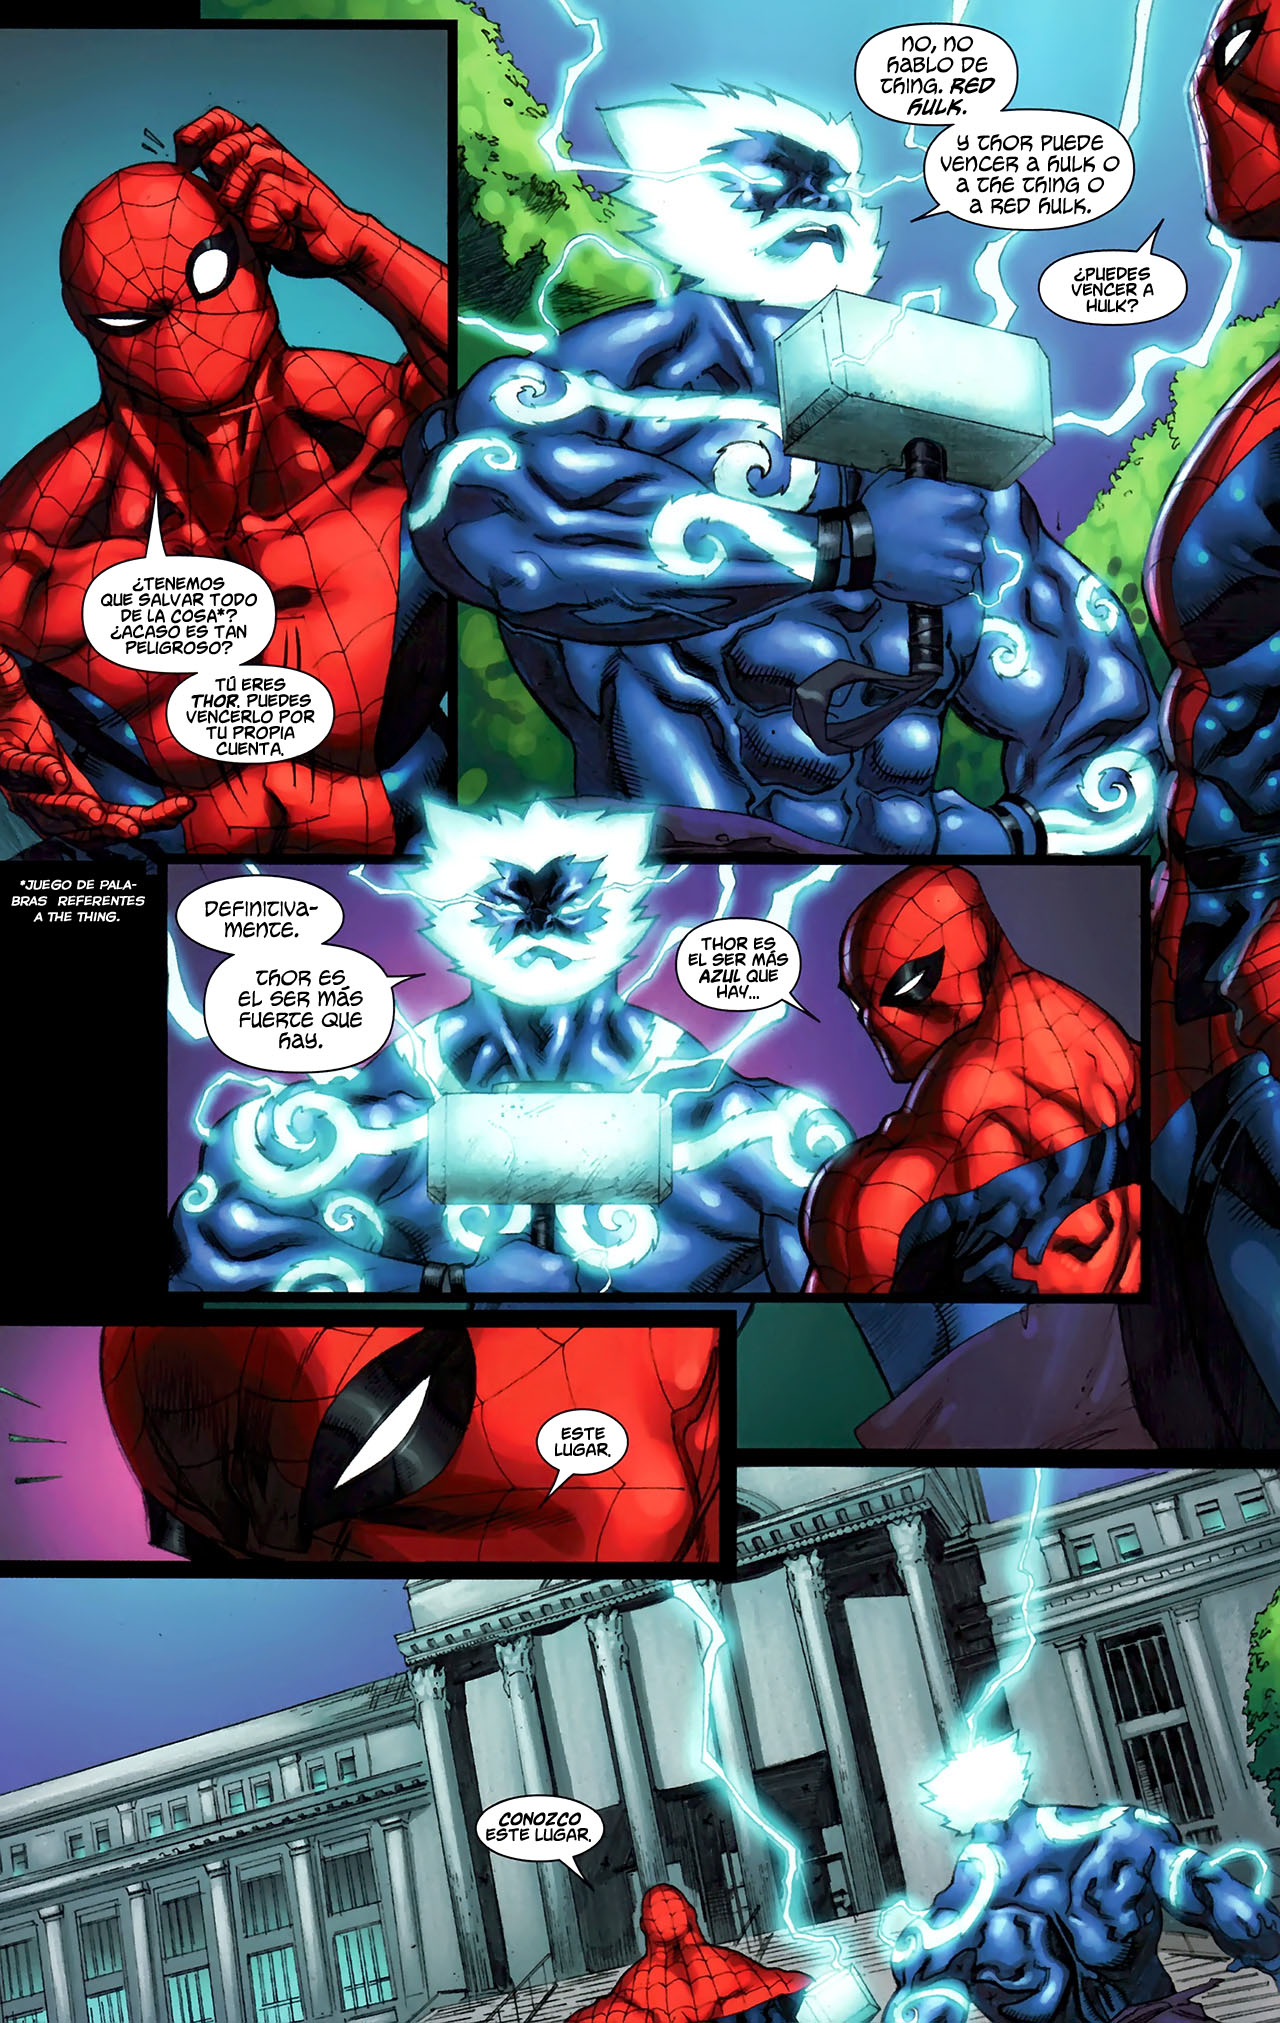 ¿TENEMOS
QUE SALVAR TODO
DE LA COSA*?
¿ACASO ES TAN
PELIGROSO?
TÚ ERES
THOR. PUEDES
VENCERLO POR
TU PROPIA
CUENTA.
NO, NO
HABLO DE
THING. RED
HULK.
Y THOR PUEDE
VENCER A HULK O
A THE THING O
A RED HULK.
¿PUEDES
VENCER A
HULK?
*JUEGO DE PALA-
BRAS REFERENTES
A THE THING.
DEFINITIVA-
MENTE.
THOR ES
EL SER MÁS
FUERTE QUE
HAY.
THOR ES
EL SER MÁS
AZUL QUE
HAY...
ESTE
LUGAR.
CONOZCO
ESTE LUGAR.